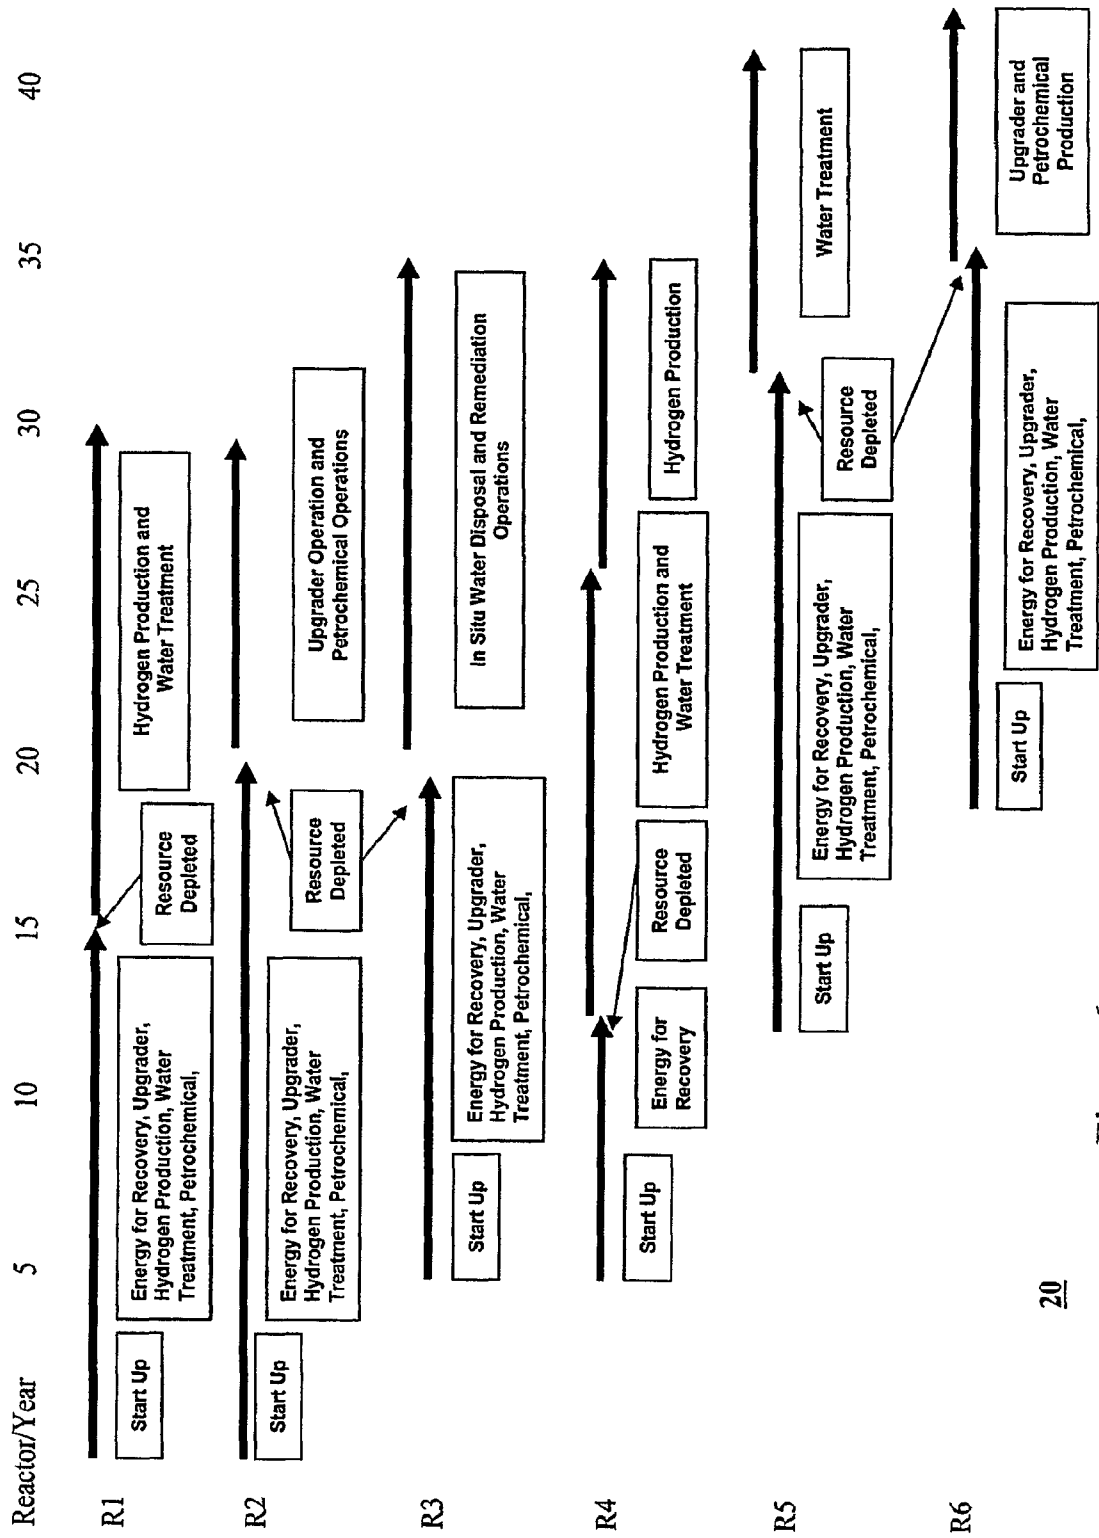 Reactor/Year 5 10 15 20 25 30 35 40
R1
Start Up
Energy for Recovery, Upgrader,
Hydrogen Production, Water
Treatment, Petrochemical,
Resource
Depleted
Hydrogen Production and
Water Treatment
R2
Start Up
Energy for Recovery, Upgrader,
Hydrogen Production, Water
Treatment, Petrochemical,
Resource
Depleted
Upgrader Operation and
Petrochemical Operations
R3
Start Up
Energy for Recovery, Upgrader,
Hydrogen Production, Water
Treatment, Petrochemical,
In Situ Water Disposal and Remediation
Operations
R4
Start Up
Energy for
Recovery
Resource
Depleted
Hydrogen Production and
Water Treatment
Hydrogen Production
R5
Start Up
Energy for Recovery, Upgrader,
Hydrogen Production, Water
Treatment, Petrochemical,
Resource
Depleted
Water Treatment
R6
Start Up
Energy for Recovery, Upgrader,
Hydrogen Production, Water
Treatment, Petrochemical,
Upgrader and
Petrochemical
Production
20